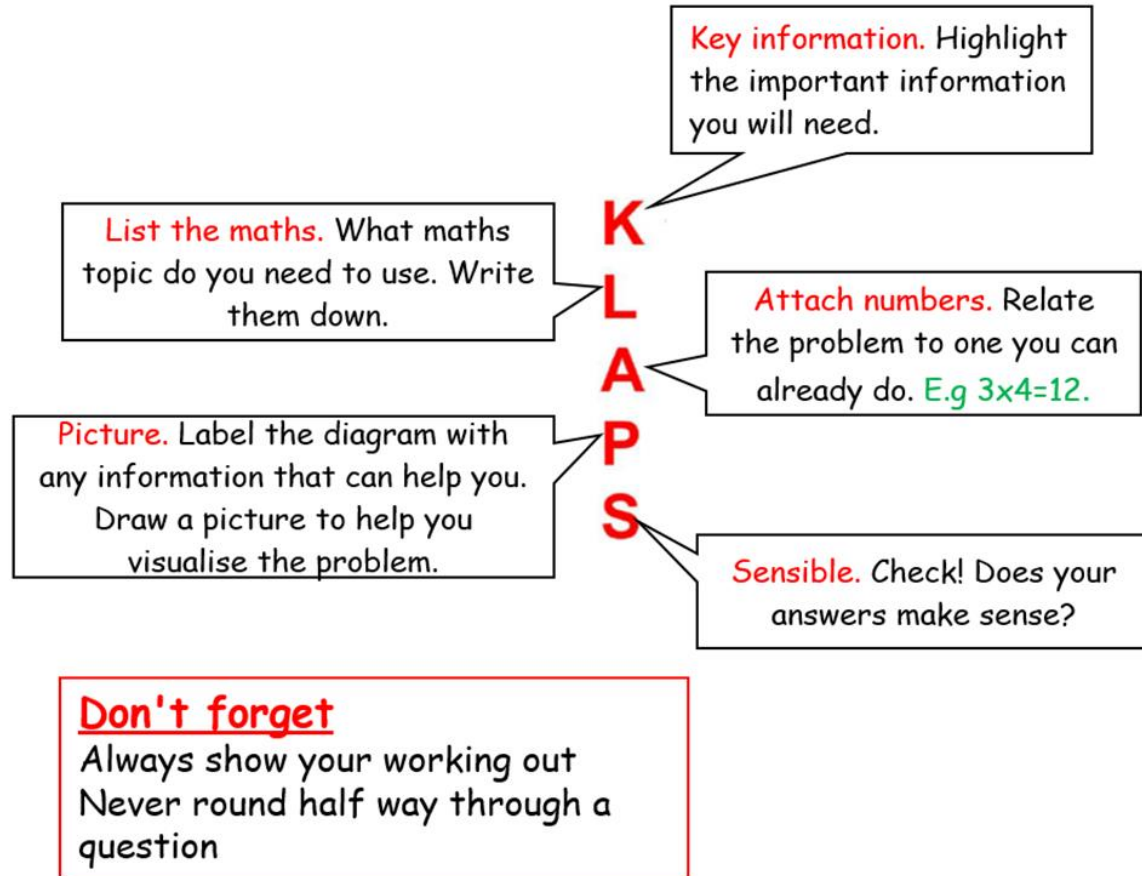 Key information. Highlight
the important information
you will need.
K
List the maths. What maths
topic do you need to use. Write
them down.
L
Attach numbers. Relate
the problem to one you can
already do. E.g 3x4=12.
A
Picture. Label the diagram with
any information that can help you.
Draw a picture to help you
visualise the problem.
P
Sensible. Check! Does your
answers make sense?
S
Don't forget
Always show your working out
Never round half way through a
question